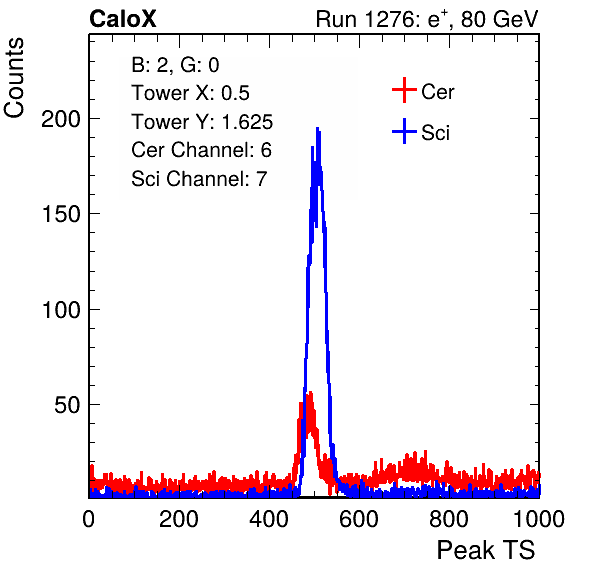 CaloX Run 1276: e+, 80 GeV
Counts
B: 2, G: 0
Tower X: 0.5
Tower Y: 1.625
Cer Channel: 6
Sci Channel: 7
Cer
Sci
200
150
100
50
0 200 400 600 800 1000
Peak TS